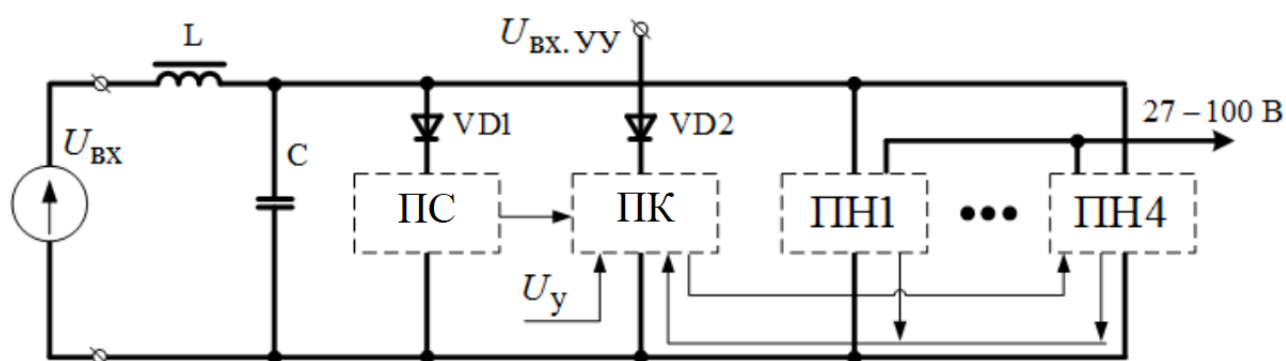 L
U вх. УУ
27 – 100 В
VD1
VD2
U вх
C
ПС
ПК
ПН1
ПН4
U у